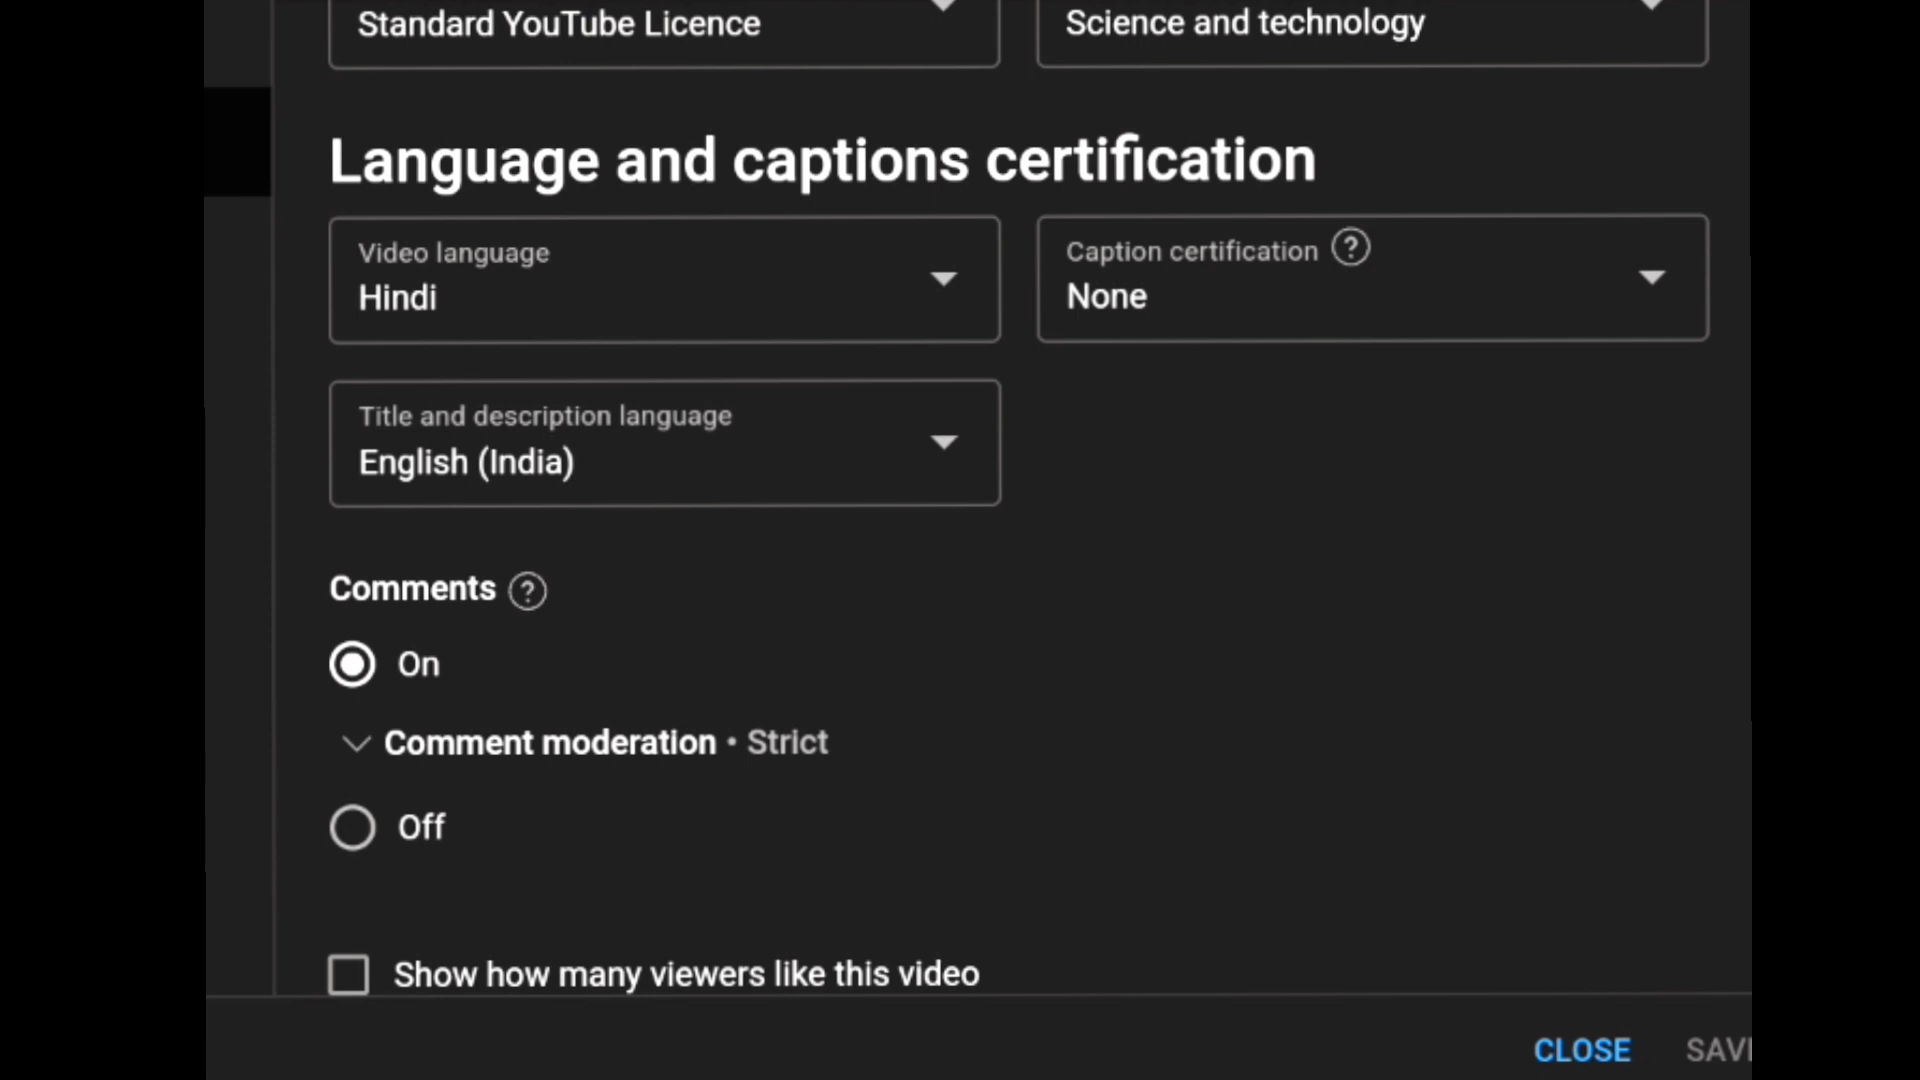 Standard YouTube Licence
Science and technology
Language and captions certification
Video language
Hindi
Caption certification ?
None
Title and description language
English (India)
Comments ?
On
Comment moderation • Strict
Off
Show how many viewers like this video
CLOSE